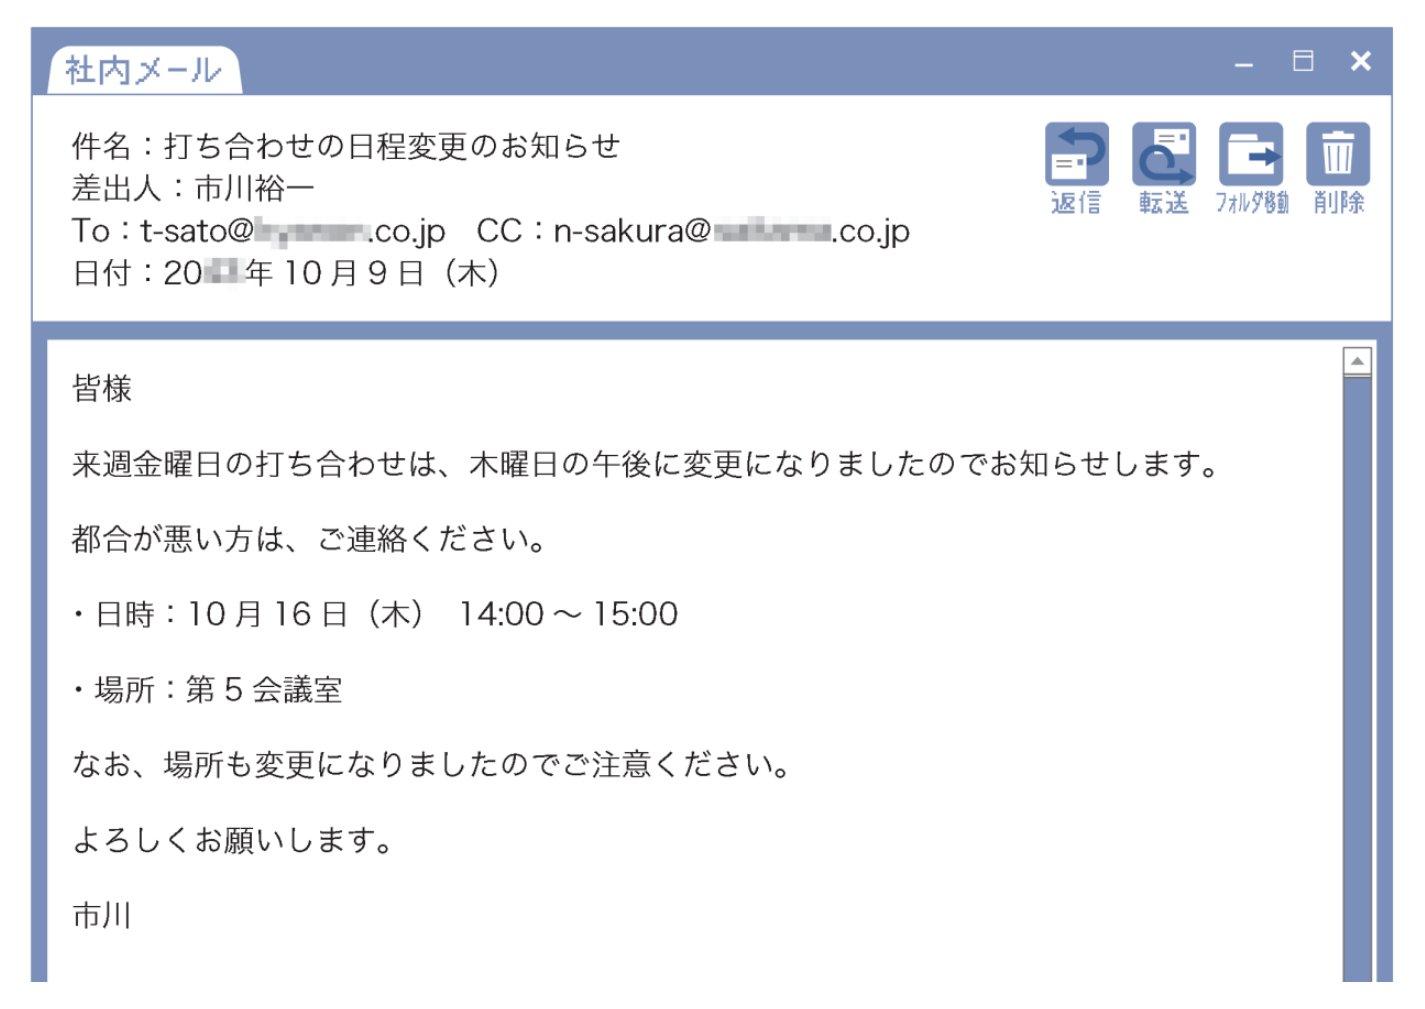 社内メール
件名：打ち合わせの日程変更のお知らせ
差出人：市川裕一
To：t-sato@ .co.jp　CC：n-sakura@ .co.jp
日付：20 年 10 月 9 日（木）
返信
転送
フォルダ移動
削除
皆様
来週金曜日の打ち合わせは、木曜日の午後に変更になりましたのでお知らせします。
都合が悪い方は、ご連絡ください。
・日時：10 月 16 日（木）　14:00 ～ 15:00
・場所：第 5 会議室
なお、場所も変更になりましたのでご注意ください。
よろしくお願いします。
市川